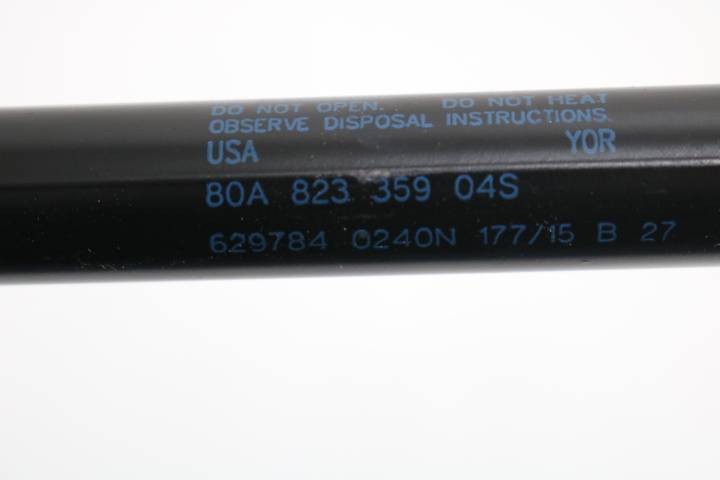 DO NOT OPEN. DO NOT HEAT
OBSERVE DISPOSAL INSTRUCTIONS.
USA YOR
80A 823 359 04S
629784 0240N 177/15 B 27